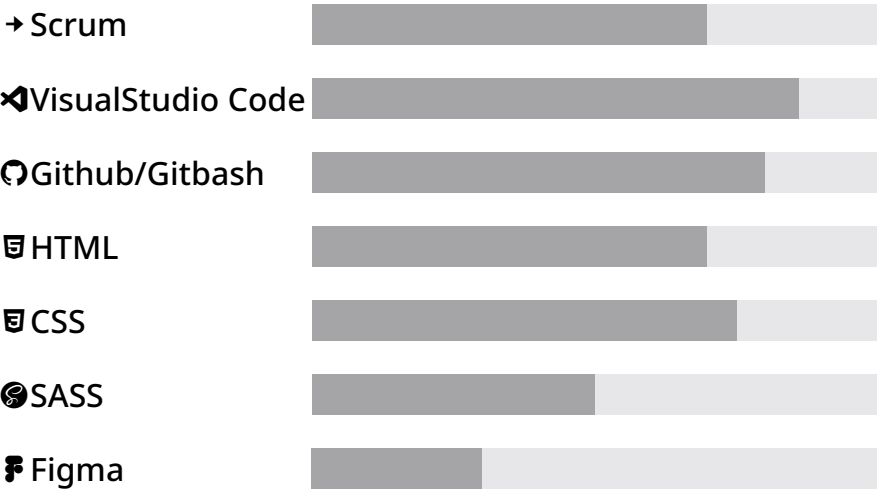 Scrum
VisualStudio Code
Github/Gitbash
HTML
CSS
SASS
Figma